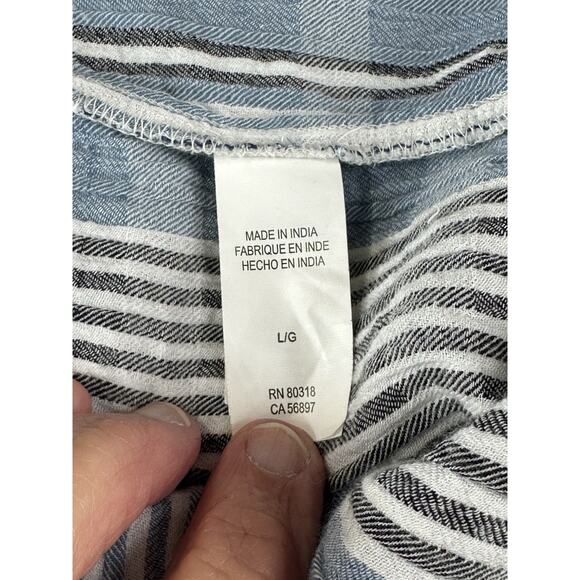 MADE IN INDIA
FABRIQUE EN INDE
HECHO EN INDIA
L/G
RN 80318
CA 56897